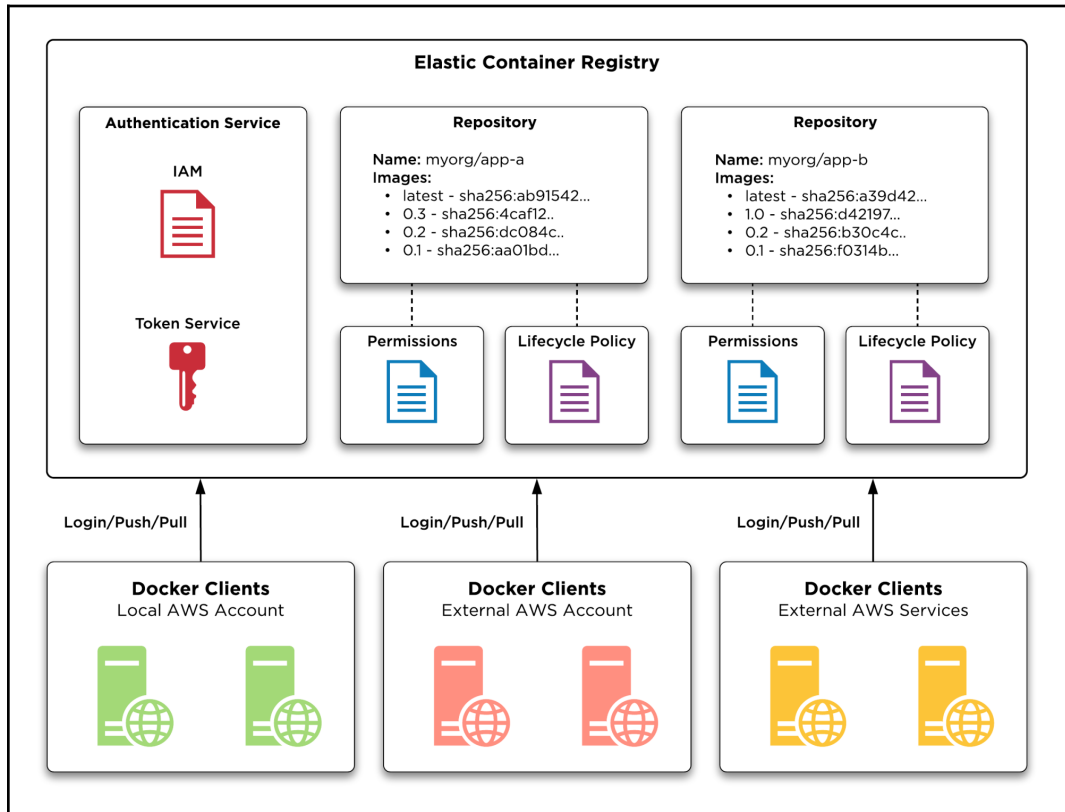 Elastic Container Registry
Authentication Service
IAM
Token Service
Repository
Name: myorg/app-a
Images:
• latest - sha256:ab91542...
• 0.3 - sha256:4caf12..
• 0.2 - sha256:dc084c..
• 0.1 - sha256:aa01bd...
Permissions
Lifecycle Policy
Repository
Name: myorg/app-b
Images:
• latest - sha256:a39d42...
• 1.0 - sha256:d42197...
• 0.2 - sha256:b30c4c..
• 0.1 - sha256:f0314b...
Permissions
Lifecycle Policy
Login/Push/Pull
Login/Push/Pull
Login/Push/Pull
Docker Clients
Local AWS Account
Docker Clients
External AWS Account
Docker Clients
External AWS Services